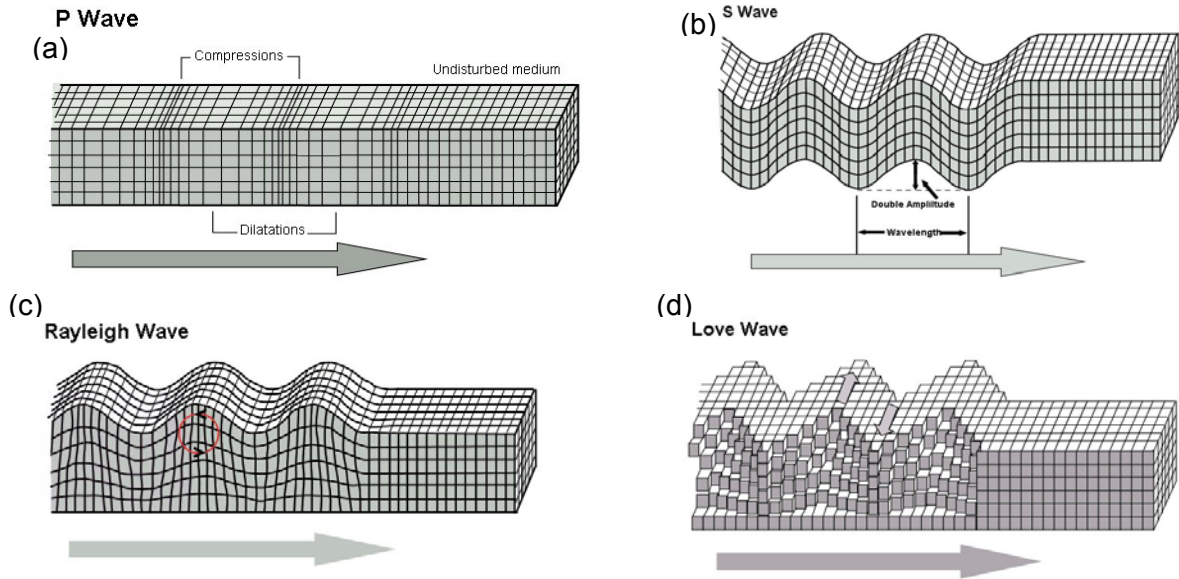 P Wave
(a)
Compressions
Undisturbed medium
Dilatations
(b)
S Wave
Double Amplitude
Wavelength
(c)
Rayleigh Wave
(d)
Love Wave